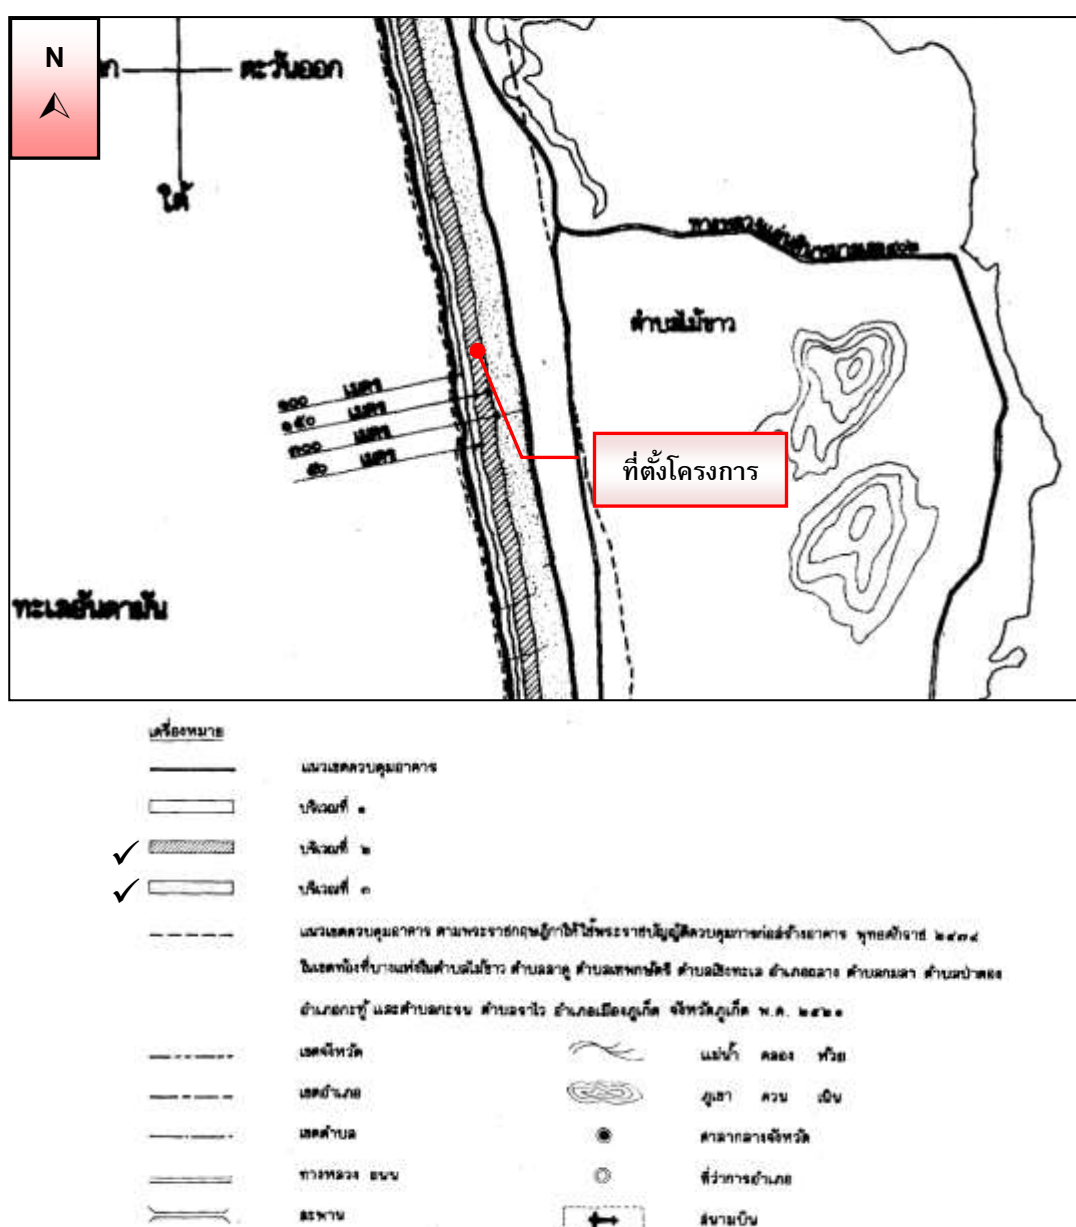 N
ก ตะวันออก
ใต้
ตำบลไม้ขาว
๑๐๐ เมตร
๑๕๐ เมตร
๓๐๐ เมตร
๕๐ เมตร
ที่ตั้งโครงการ
ทะเลอันดามัน
เครื่องหมาย
แนวเขตควบคุมอาคาร
บริเวณที่ ๑
บริเวณที่ ๒
บริเวณที่ ๓
แนวเขตควบคุมอาคาร ตามพระราชกฤษฎีกาให้ใช้พระราชบัญญัติควบคุมการก่อสร้างอาคาร พุทธศักราช ๒๔๗๙
ในเขตท้องที่บางแห่งในตำบลไม้ขาว ตำบลสาคู ตำบลเทพกษัตรี ตำบลเชิงทะเล อำเภอถลาง ตำบลกมลา ตำบลป่าตอง
อำเภอกะทู้ และตำบลกะรน ตำบลราไว อำเภอเมืองภูเก็ต จังหวัดภูเก็ต พ.ศ. ๒๕๒๑
เขตจังหวัด
แม่น้ำ คลอง ห้วย
เขตอำเภอ
ภูเขา ควน เนิน
เขตตำบล
ศาลากลางจังหวัด
ทางหลวง ถนน
ที่ว่าการอำเภอ
สะพาน
สนามบิน